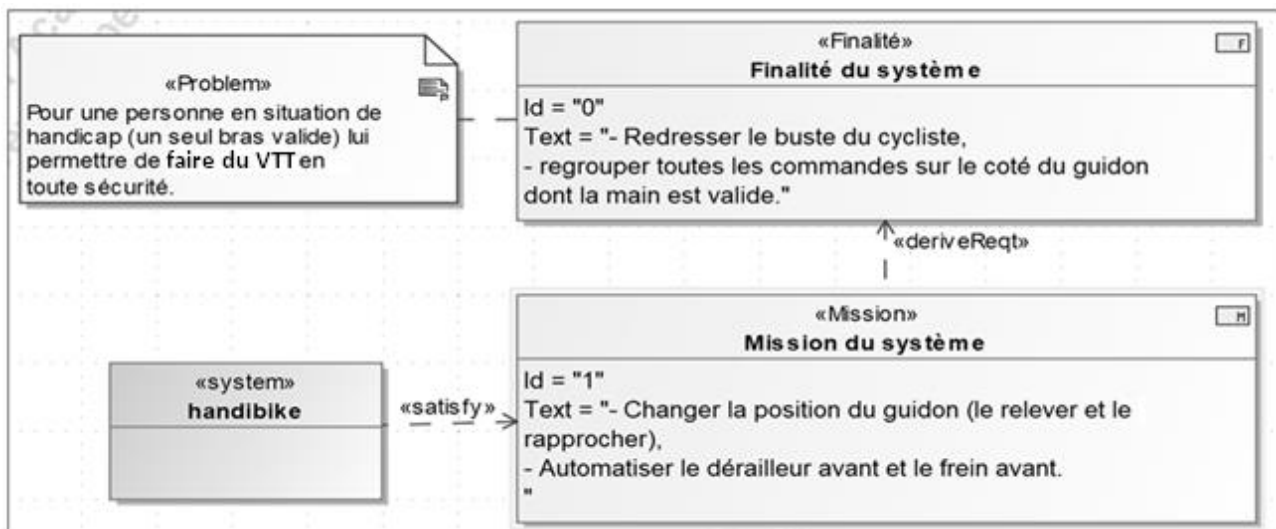 «Problem»
Pour une personne en situation de
handicap (un seul bras valide) lui
permettre de faire du VTT en
toute sécurité.
«Finalité»
F
Finalité du système
Id = "0"
Text = "- Redresser le buste du cycliste,
- regrouper toutes les commandes sur le coté du guidon
dont la main est valide."
«deriveReqt»
«Mission»
M
Mission du système
Id = "1"
Text = "- Changer la position du guidon (le relever et le
rapprocher),
- Automatiser le dérailleur avant et le frein avant.
"
«system»
handibike
«satisfy»